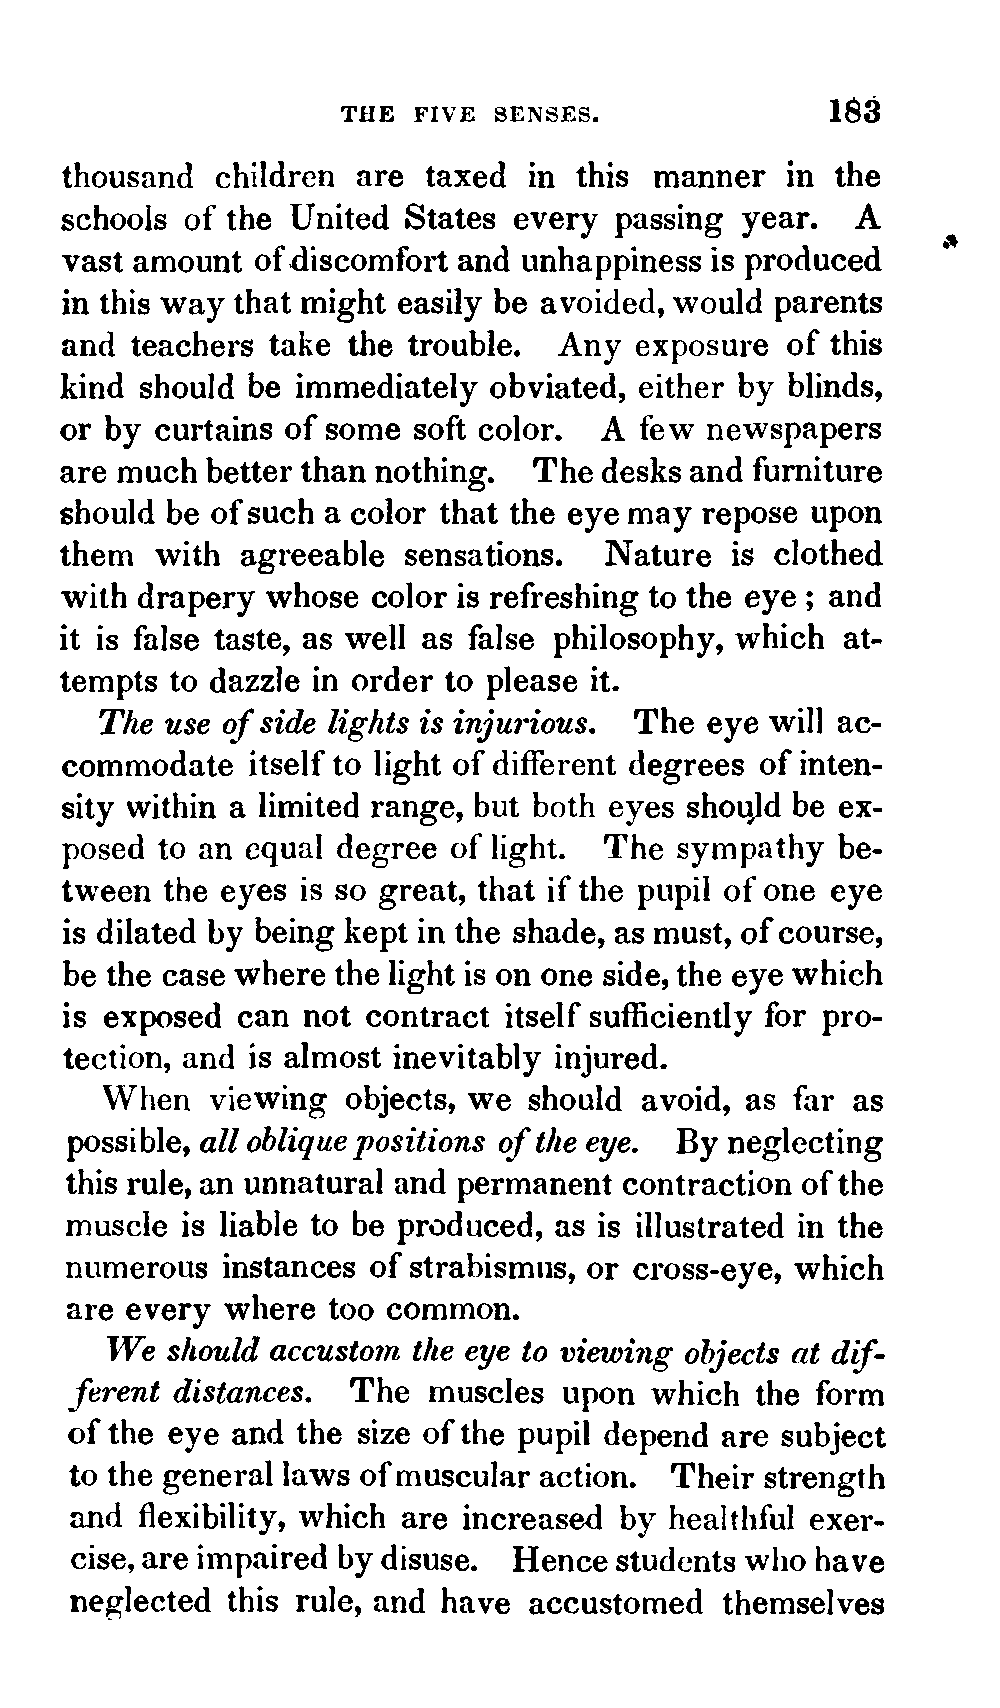 THE FIVE SENSES. 183
thousand children are taxed in this manner in the
schools of the United States every passing year. A
vast amount of discomfort and unhappiness is produced
in this way that might easily be avoided, would parents
and teachers take the trouble. Any exposure of this
kind should be immediately obviated, either by blinds,
or by curtains of some soft color. A few newspapers
are much better than nothing. The desks and furniture
should be of such a color that the eye may repose upon
them with agreeable sensations. Nature is clothed
with drapery whose color is refreshing to the eye ; and
it is false taste, as well as false philosophy, which at-
tempts to dazzle in order to please it.
The use of side lights is injurious. The eye will ac-
commodate itself to light of different degrees of inten-
sity within a limited range, but both eyes should be ex-
posed to an equal degree of light. The sympathy be-
tween the eyes is so great, that if the pupil of one eye
is dilated by being kept in the shade, as must, of course,
be the case where the light is on one side, the eye which
is exposed can not contract itself sufficiently for pro-
tection, and is almost inevitably injured.
When viewing objects, we should avoid, as far as
possible, all oblique positions of the eye. By neglecting
this rule, an unnatural and permanent contraction of the
muscle is liable to be produced, as is illustrated in the
numerous instances of strabismus, or cross-eye, which
are every where too common.
We should accustom the eye to viewing objects at dif-
ferent distances. The muscles upon which the form
of the eye and the size of the pupil depend are subject
to the general laws of muscular action. Their strength
and flexibility, which are increased by healthful exer-
cise, are impaired by disuse. Hence students who have
neglected this rule, and have accustomed themselves